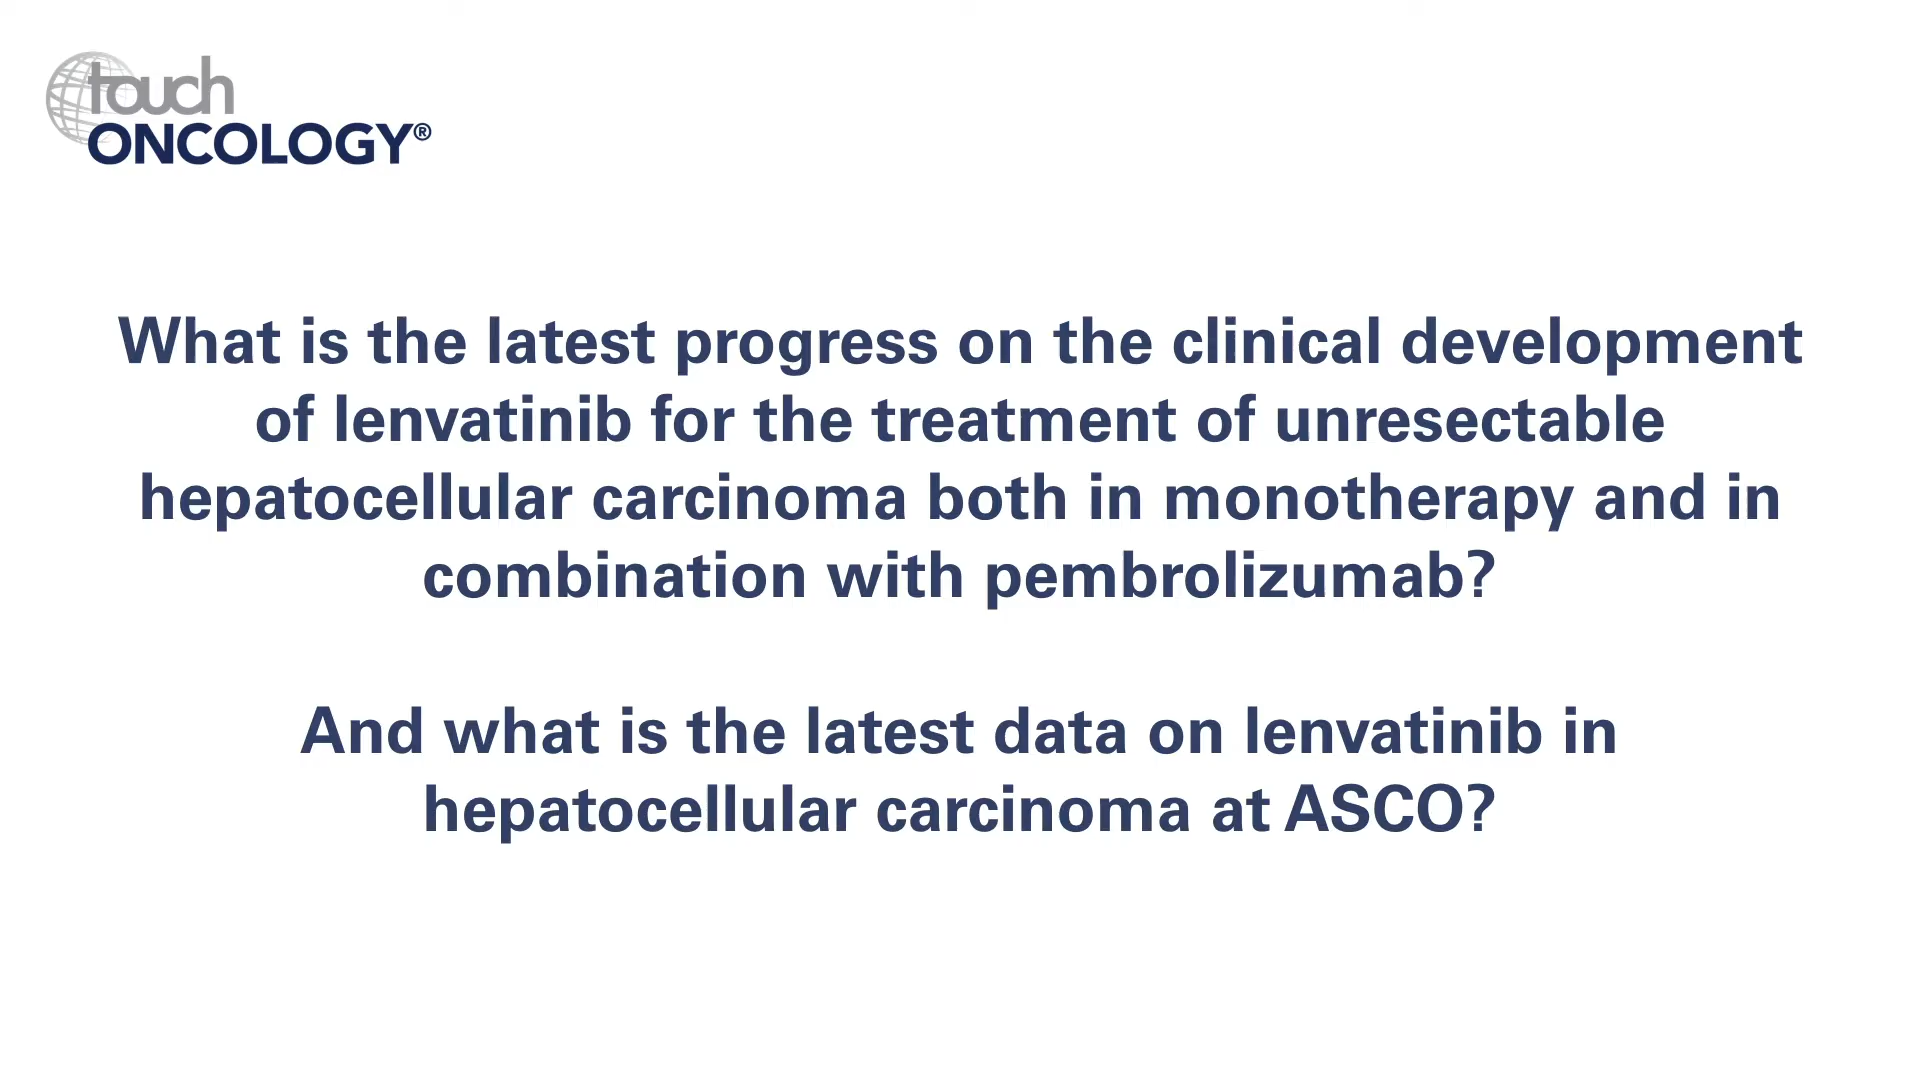 touch
ONCOLOGY®
What is the latest progress on the clinical development
of lenvatinib for the treatment of unresectable
hepatocellular carcinoma both in monotherapy and in
combination with pembrolizumab?
And what is the latest data on lenvatinib in
hepatocellular carcinoma at ASCO?